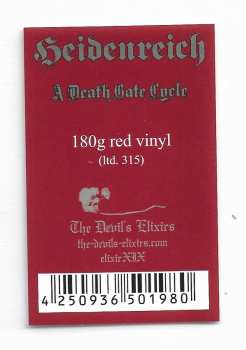 Heidenreich
A Death Gate Cycle
180g red vinyl
(ltd. 315)
The Devil's Elixirs
the-devils-elixirs.com
elixirXIX
4 250936 501980